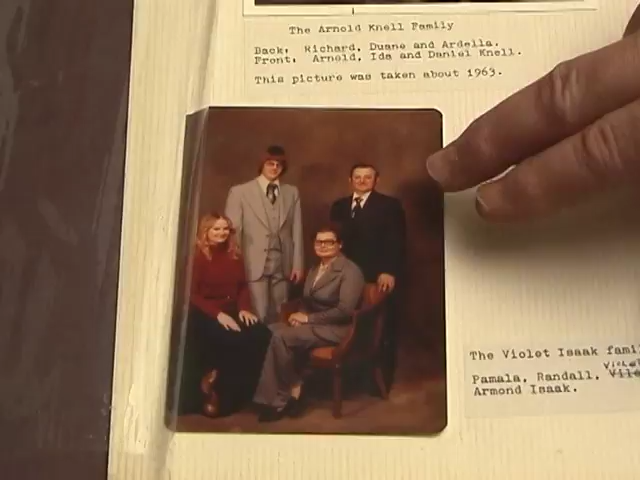 The Arnold Knell Family
Back: Richard, Duane and Ardella.
Front: Arnold, Ida and Daniel Knell.
This picture was taken about 1963.
The Violet Isaak fami
Pamala, Randall, Violet
Armond Isaak.